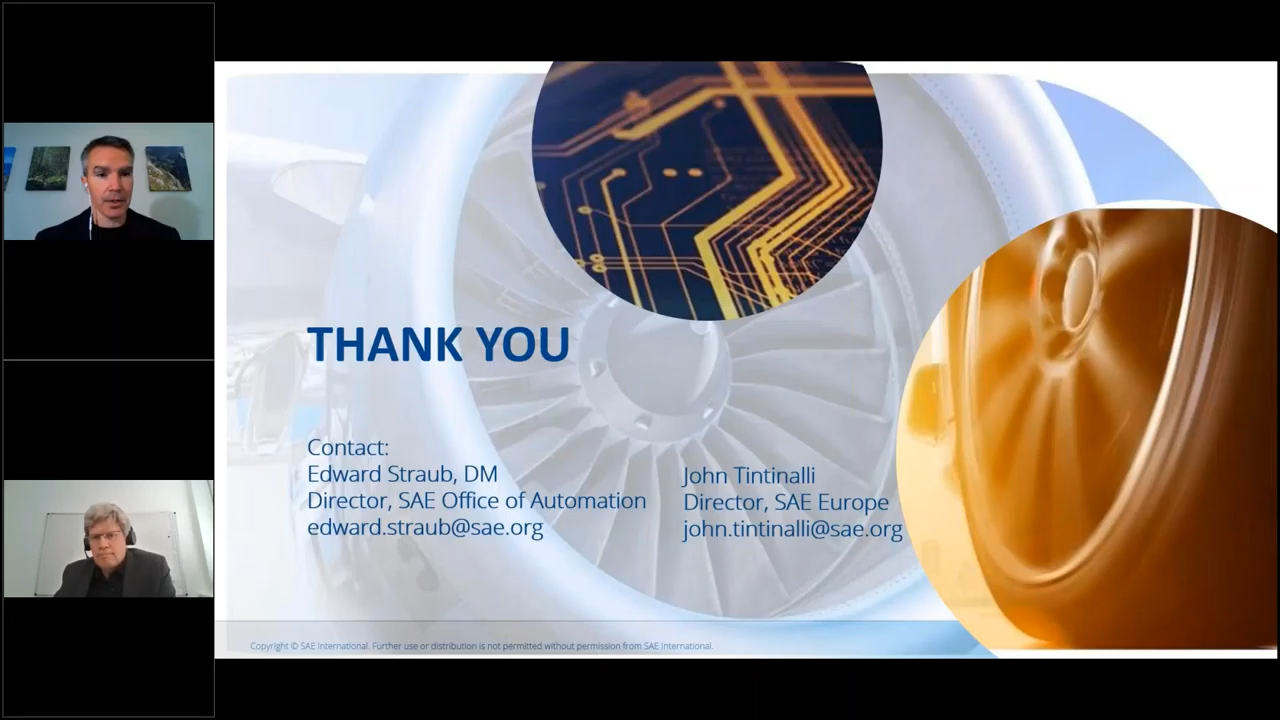 THANK YOU
Contact:
Edward Straub, DM
Director, SAE Office of Automation
edward.straub@sae.org
John Tintinalli
Director, SAE Europe
john.tintinalli@sae.org
Copyright © SAE International. Further use or distribution is not permitted without permission from SAE International.